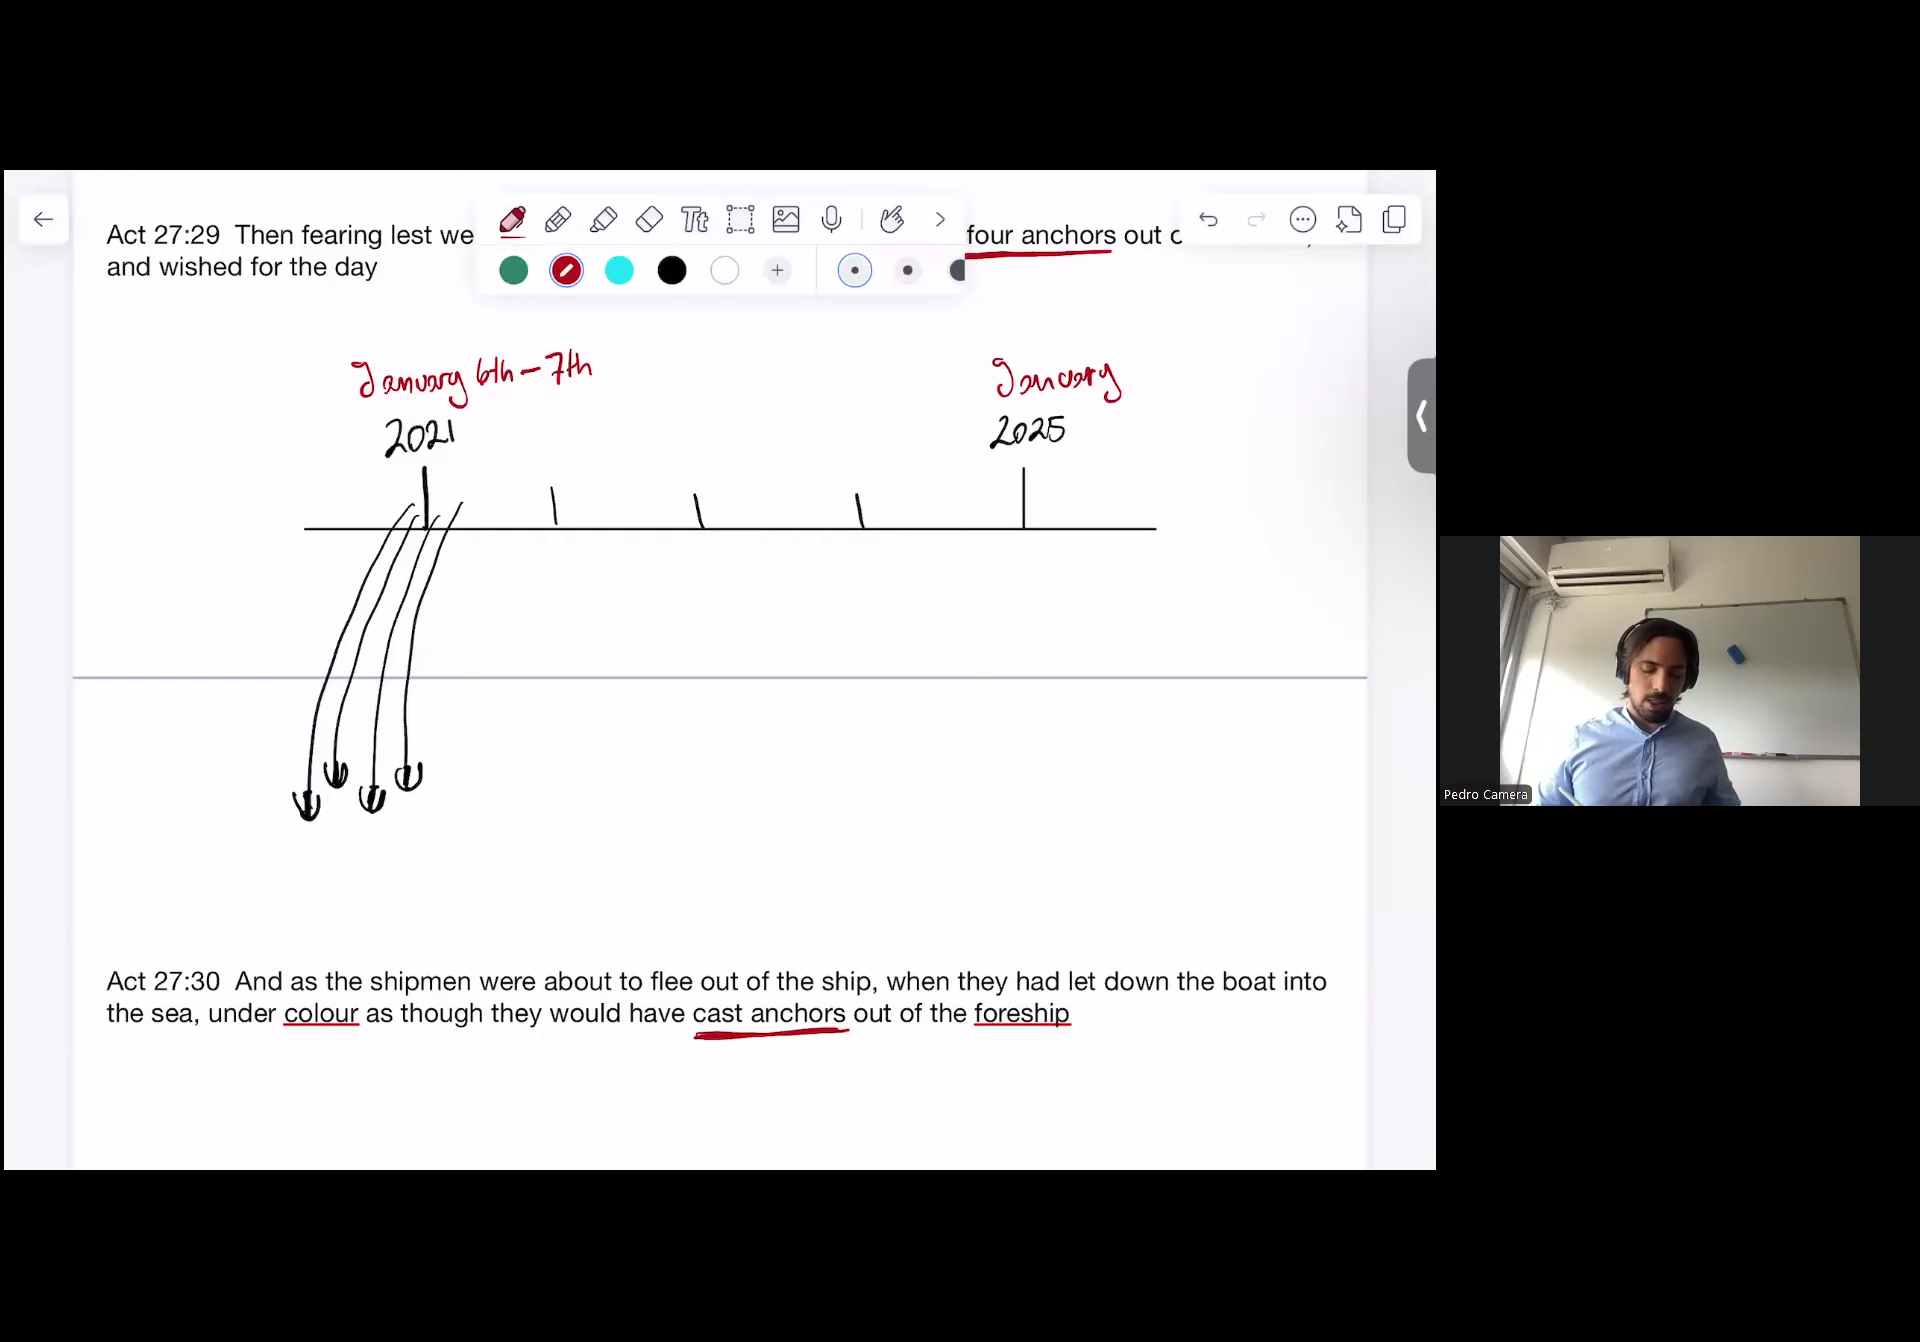 Act 27:29 Then fearing lest we four anchors out
and wished for the day
Tt
January 6th - 7th
January
2021
2025
Act 27:30 And as the shipmen were about to flee out of the ship, when they had let down the boat into
the sea, under colour as though they would have cast anchors out of the foreship
Pedro Camera